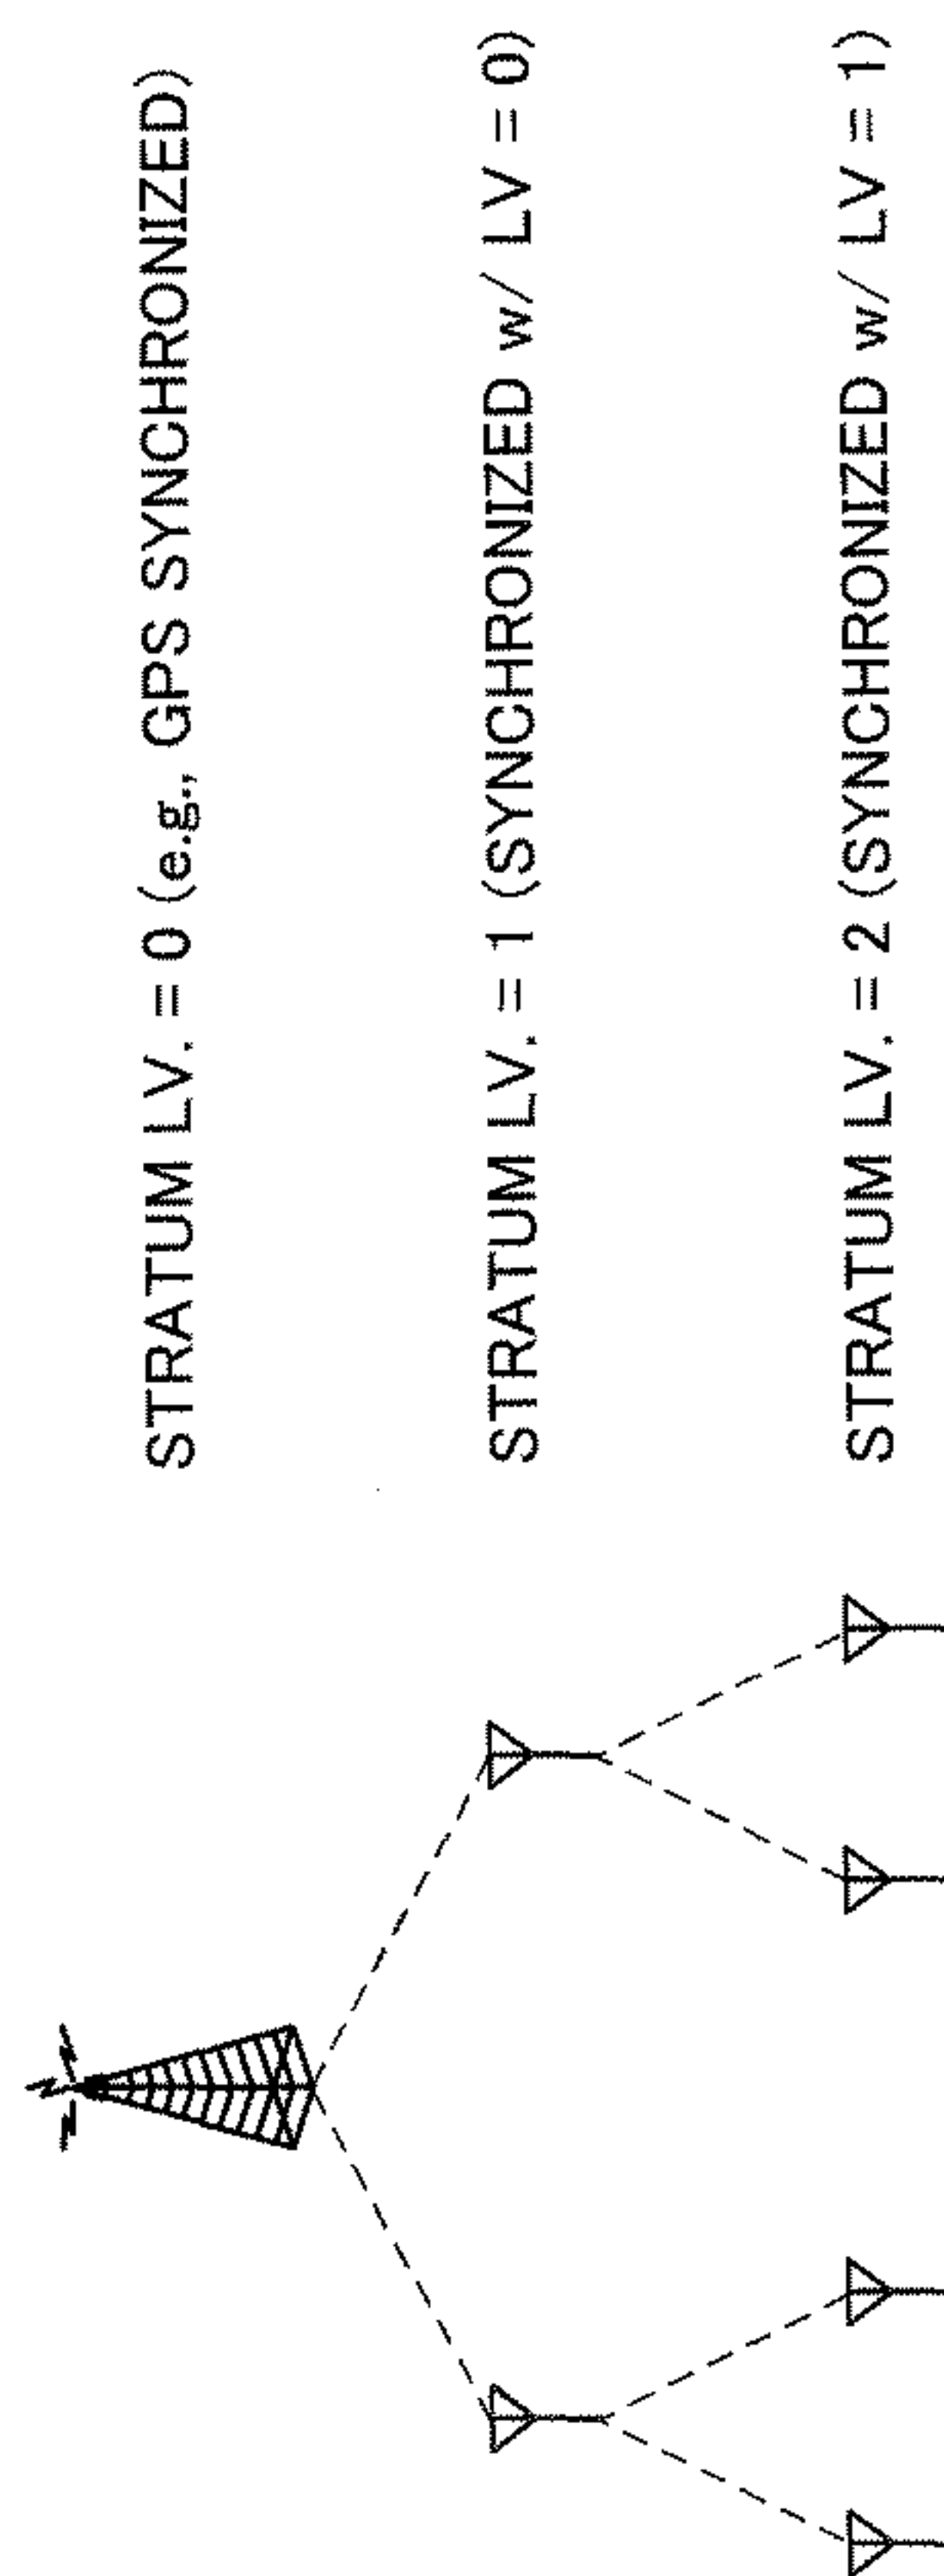 STRATUM LV. = 0 (e.g., GPS SYNCHRONIZED)
STRATUM LV. = 1 (SYNCHRONIZED w/ LV = 0)
STRATUM LV. = 2 (SYNCHRONIZED w/ LV = 1)